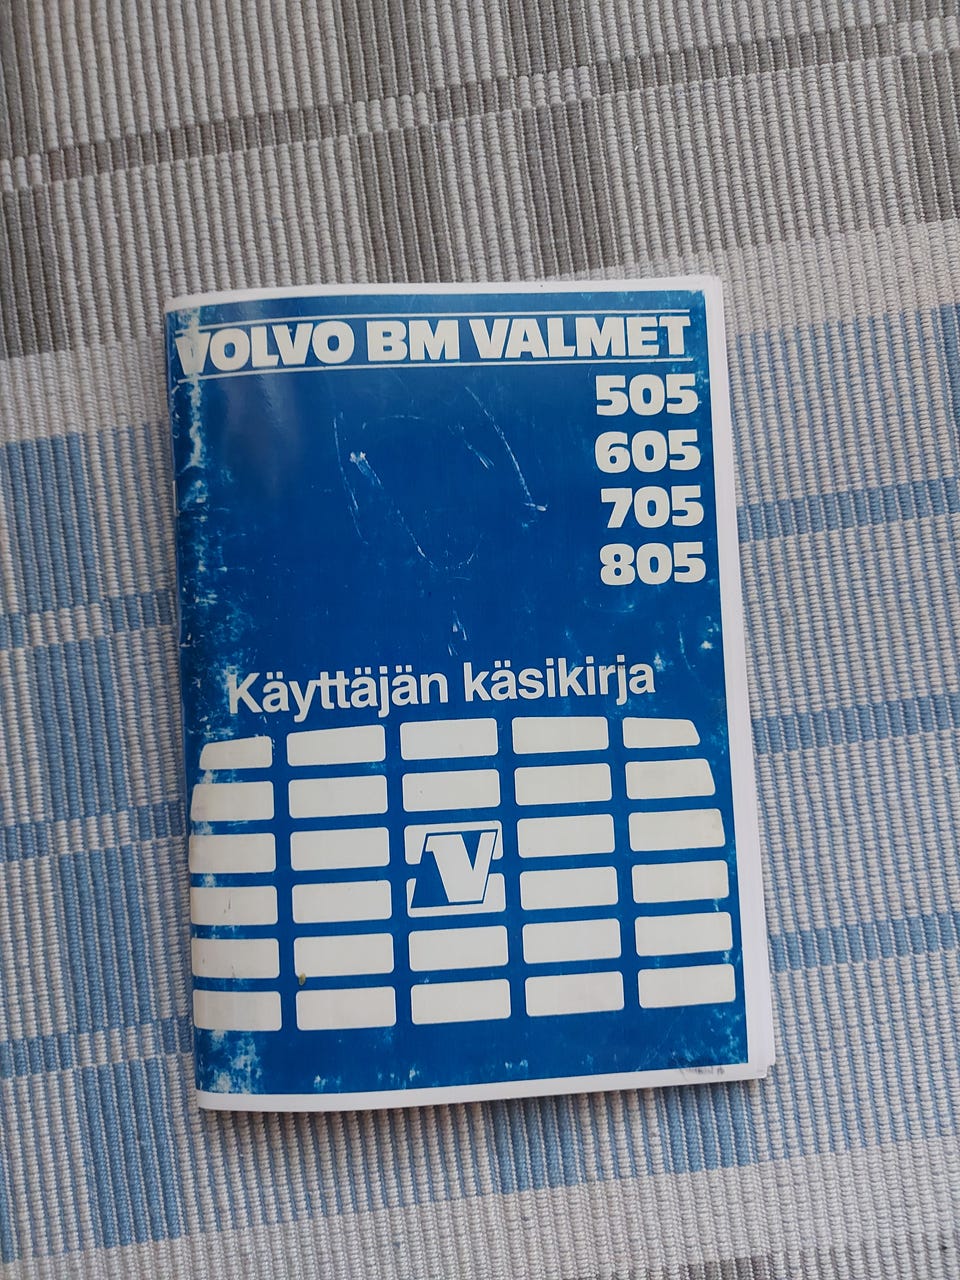 VOLVO BM VALMET
505
605
705
805
Käyttäjän käsikirja
V